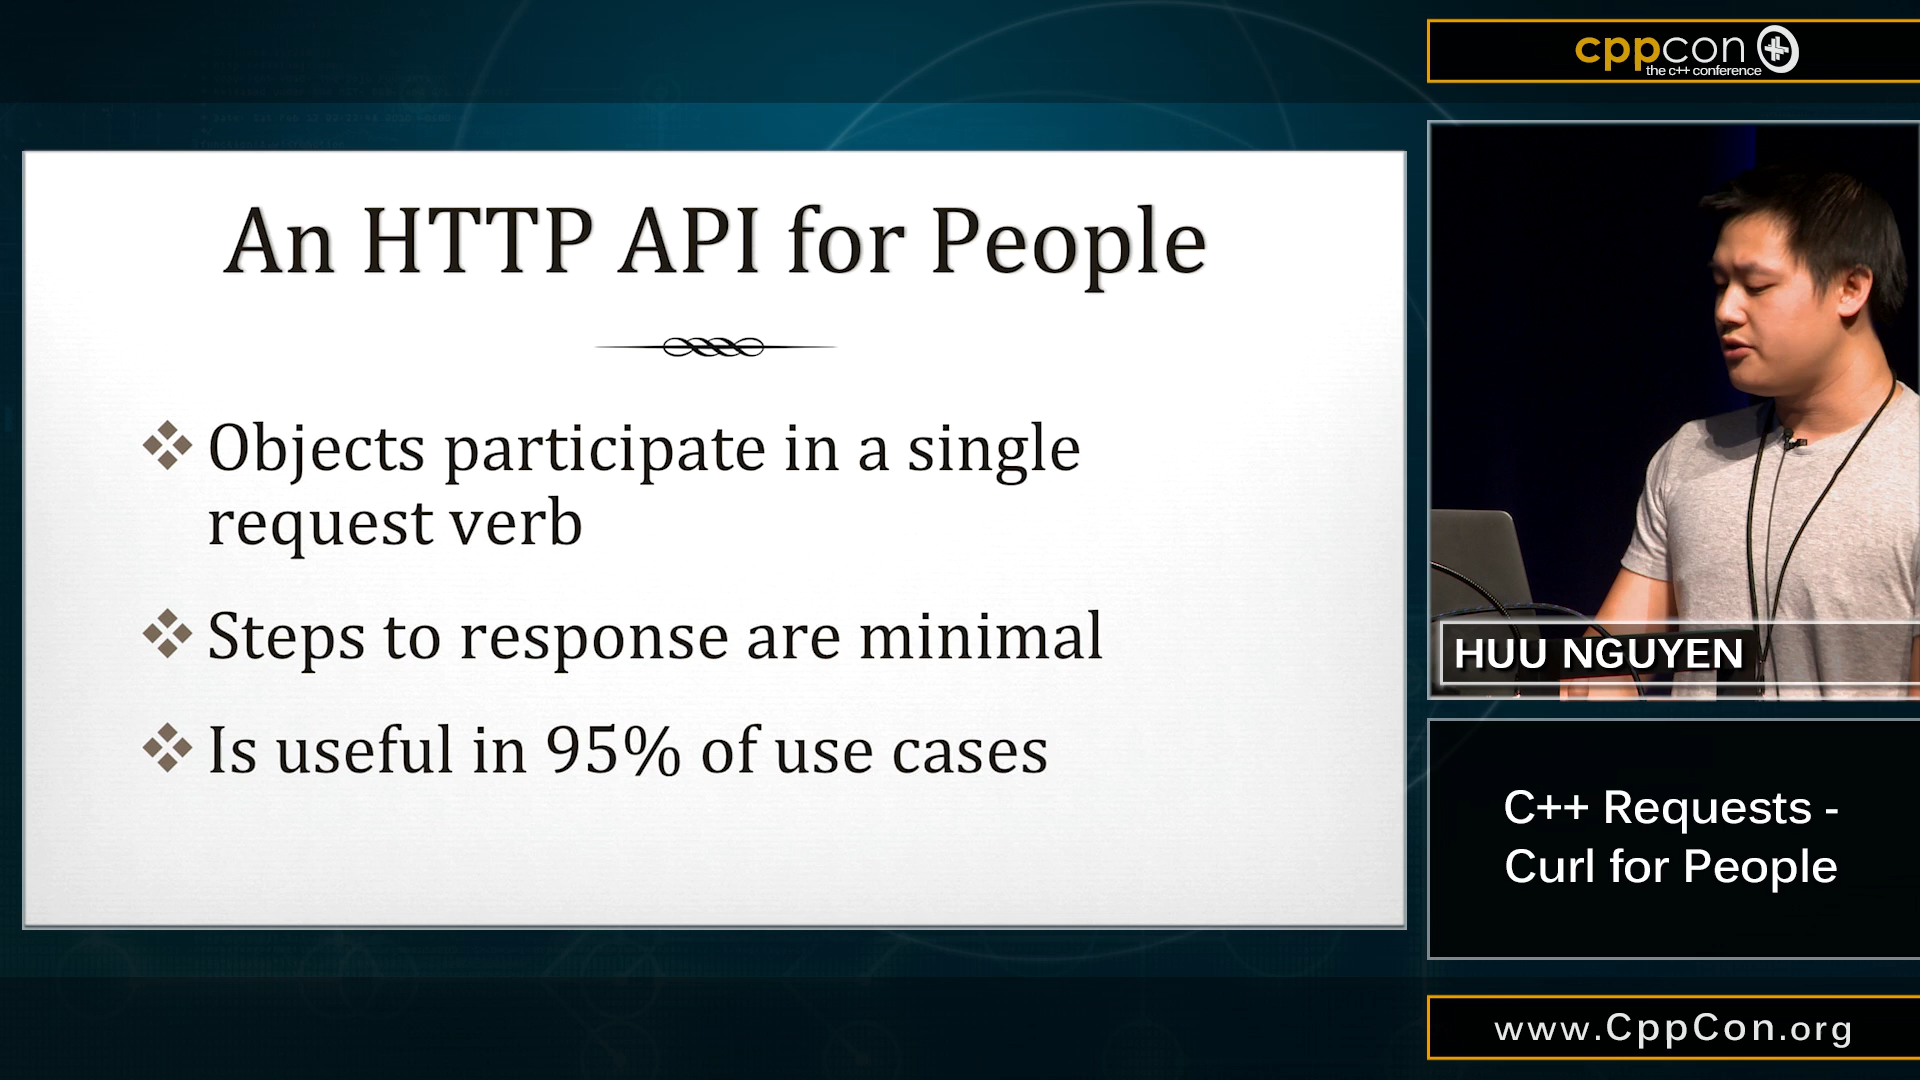 An HTTP API for People
Objects participate in a single
request verb
Steps to response are minimal
Is useful in 95% of use cases
cppcon
the c++ conference
HUU NGUYEN
C++ Requests -
Curl for People
www.CppCon.org